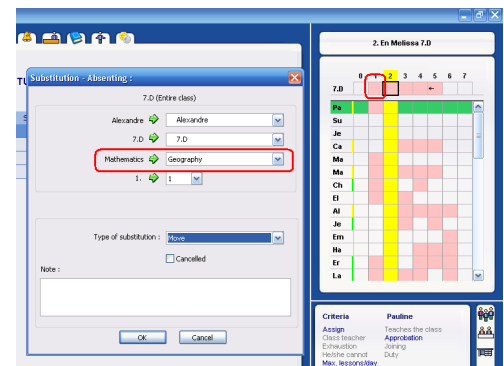 2. En Melissa 7.D
TU
Substitution - Absenting :
7.D (Entire class)
Alexandre Alexandre
7.D 7.D
Mathematics Geography
1. 1
Type of substitution : Move
Cancelled
Note :
OK Cancel
0 1 2 3 4 5 6 7
7.D
Pa
Su
Je
Ca
Ma
Ma
Ch
El
Al
Je
Em
Ha
Er
La
Criteria Pauline
Assign Teaches the class
Class teacher Approbation
Exhaustion Joining
He/she cannot Duty
Max. lessons/day